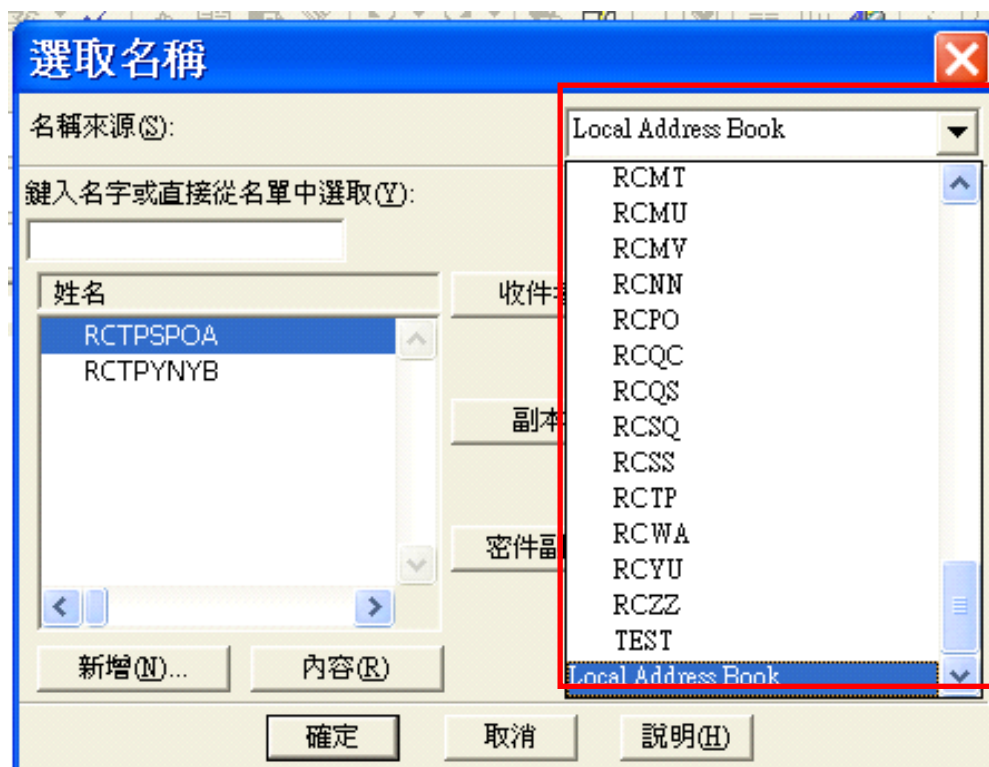 選取名稱
名稱來源(S):
Local Address Book
鍵入名字或直接從名單中選取(Y):
姓名
RCTPSPOA
RCTPYNYB
收件
副本
密件副
RCMT
RCMU
RCMV
RCNN
RCPO
RCQC
RCQS
RCSQ
RCSS
RCTP
RCWA
RCYU
RCZZ
TEST
Local Address Book
新增(N)...
內容(R)
確定
取消
說明(H)